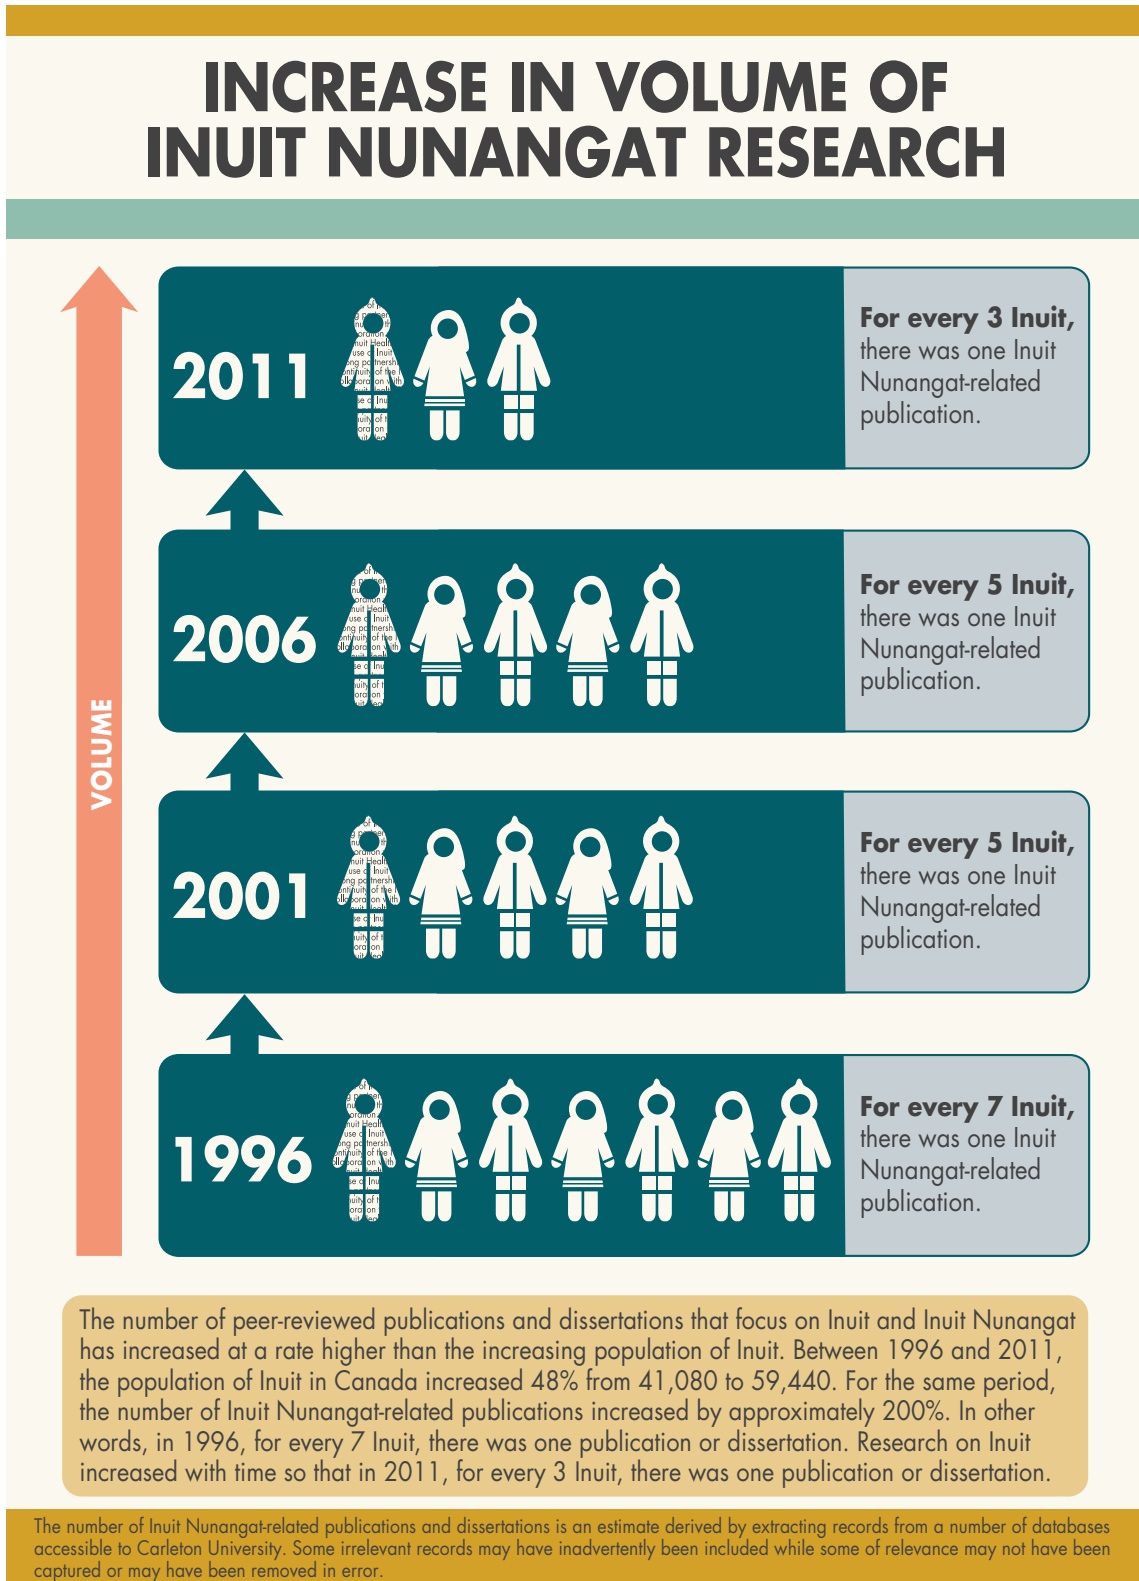 INCREASE IN VOLUME OF
INUIT NUNANGAT RESEARCH
VOLUME
2011
For every 3 Inuit,
there was one Inuit
Nunangat-related
publication.
2006
For every 5 Inuit,
there was one Inuit
Nunangat-related
publication.
2001
For every 5 Inuit,
there was one Inuit
Nunangat-related
publication.
1996
For every 7 Inuit,
there was one Inuit
Nunangat-related
publication.
The number of peer-reviewed publications and dissertations that focus on Inuit and Inuit Nunangat
has increased at a rate higher than the increasing population of Inuit. Between 1996 and 2011,
the population of Inuit in Canada increased 48% from 41,080 to 59,440. For the same period,
the number of Inuit Nunangat-related publications increased by approximately 200%. In other
words, in 1996, for every 7 Inuit, there was one publication or dissertation. Research on Inuit
increased with time so that in 2011, for every 3 Inuit, there was one publication or dissertation.
The number of Inuit Nunangat-related publications and dissertations is an estimate derived by extracting records from a number of databases
accessible to Carleton University. Some irrelevant records may have inadvertently been included while some of relevance may not have been
captured or may have been removed in error.